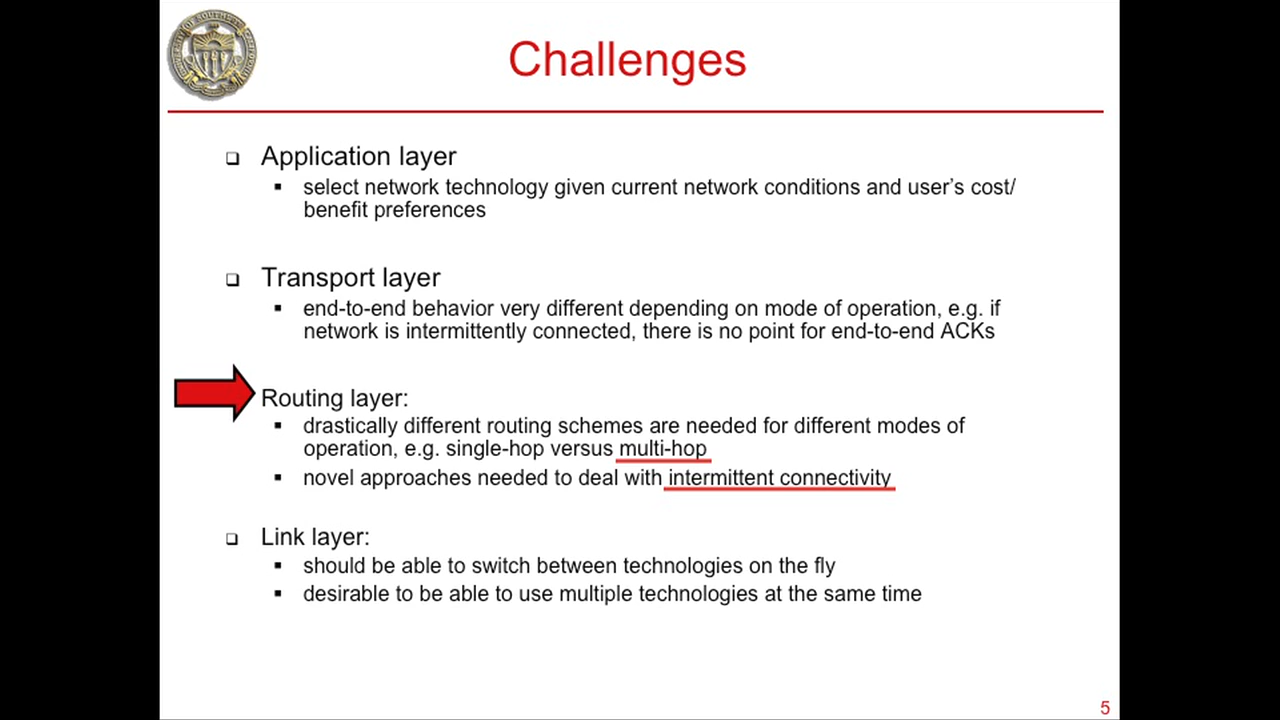 Challenges
❑ Application layer
▪ select network technology given current network conditions and user's cost/
benefit preferences
❑ Transport layer
▪ end-to-end behavior very different depending on mode of operation, e.g. if
network is intermittently connected, there is no point for end-to-end ACKs
Routing layer:
▪ drastically different routing schemes are needed for different modes of
operation, e.g. single-hop versus multi-hop
▪ novel approaches needed to deal with intermittent connectivity
❑ Link layer:
▪ should be able to switch between technologies on the fly
▪ desirable to be able to use multiple technologies at the same time
5